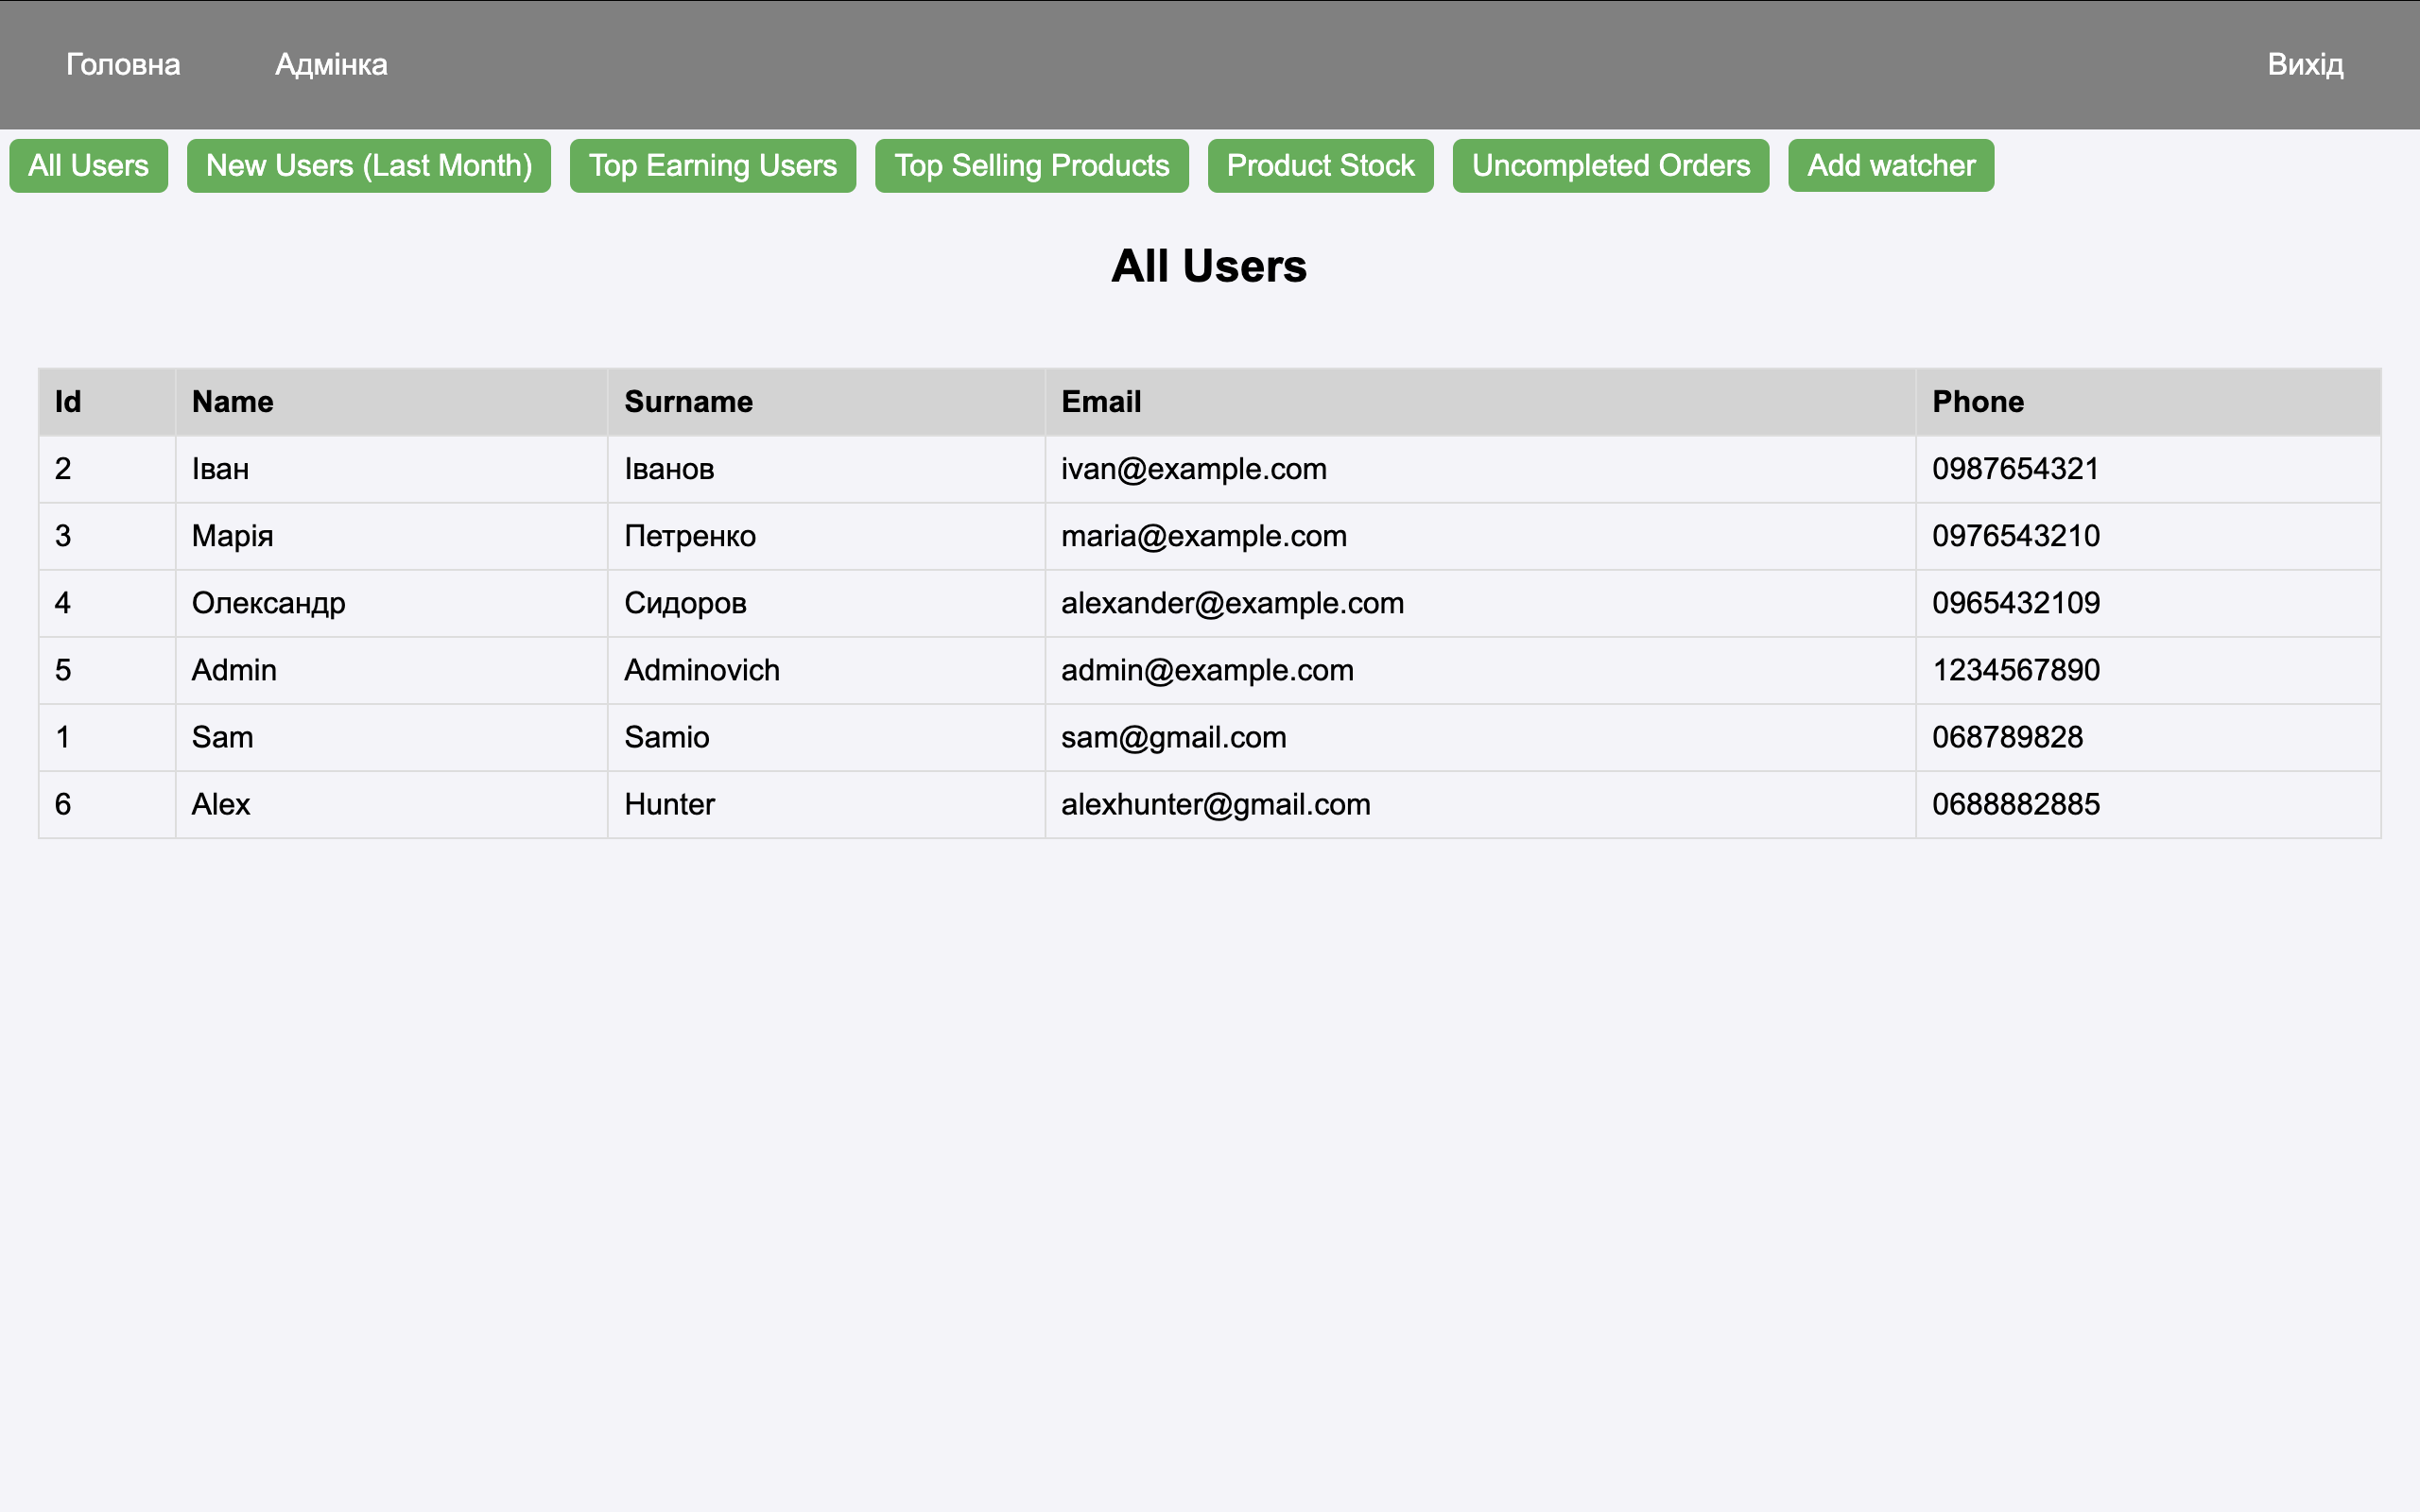 Головна Адмінка Вихід
All Users New Users (Last Month) Top Earning Users Top Selling Products Product Stock Uncompleted Orders Add watcher
All Users
Id Name Surname Email Phone
2 Іван Іванов ivan@example.com 0987654321
3 Марія Петренко maria@example.com 0976543210
4 Олександр Сидоров alexander@example.com 0965432109
5 Admin Adminovich admin@example.com 1234567890
1 Sam Samio sam@gmail.com 068789828
6 Alex Hunter alexhunter@gmail.com 0688882885